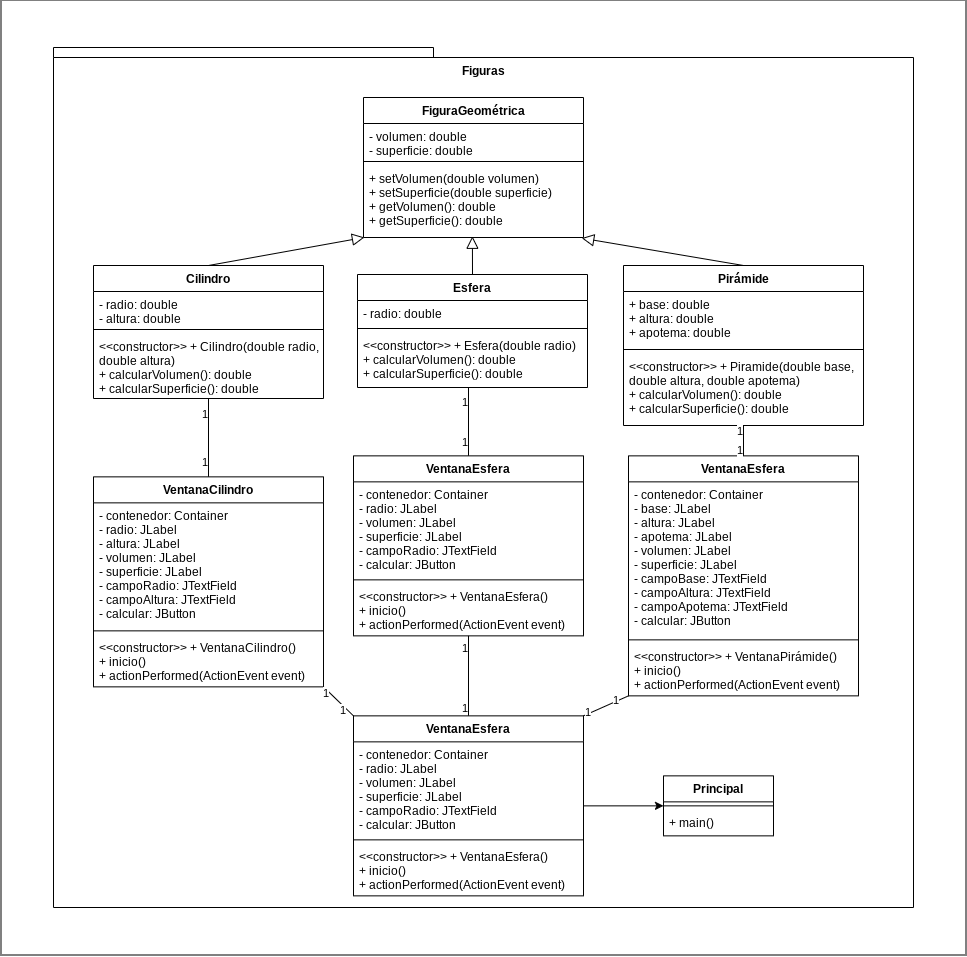 Figuras
FiguraGeométrica
- volumen: double
- superficie: double
+ setVolumen(double volumen)
+ setSuperficie(double superficie)
+ getVolumen(): double
+ getSuperficie(): double
Cilindro
- radio: double
- altura: double
<<constructor>> + Cilindro(double radio,
double altura)
+ calcularVolumen(): double
+ calcularSuperficie(): double
Esfera
- radio: double
<<constructor>> + Esfera(double radio)
+ calcularVolumen(): double
+ calcularSuperficie(): double
Pirámide
+ base: double
+ altura: double
+ apotema: double
<<constructor>> + Piramide(double base,
double altura, double apotema)
+ calcularVolumen(): double
+ calcularSuperficie(): double
1
1
1
1
1
1
VentanaCilindro
- contenedor: Container
- radio: JLabel
- altura: JLabel
- volumen: JLabel
- superficie: JLabel
- campoRadio: JTextField
- campoAltura: JTextField
- calcular: JButton
<<constructor>> + VentanaCilindro()
+ inicio()
+ actionPerformed(ActionEvent event)
VentanaEsfera
- contenedor: Container
- radio: JLabel
- volumen: JLabel
- superficie: JLabel
- campoRadio: JTextField
- calcular: JButton
<<constructor>> + VentanaEsfera()
+ inicio()
+ actionPerformed(ActionEvent event)
VentanaEsfera
- contenedor: Container
- base: JLabel
- altura: JLabel
- apotema: JLabel
- volumen: JLabel
- superficie: JLabel
- campoBase: JTextField
- campoAltura: JTextField
- campoApotema: JTextField
- calcular: JButton
<<constructor>> + VentanaPirámide()
+ inicio()
+ actionPerformed(ActionEvent event)
1
1
1
1
1
1
VentanaEsfera
- contenedor: Container
- radio: JLabel
- volumen: JLabel
- superficie: JLabel
- campoRadio: JTextField
- calcular: JButton
<<constructor>> + VentanaEsfera()
+ inicio()
+ actionPerformed(ActionEvent event)
Principal
+ main()